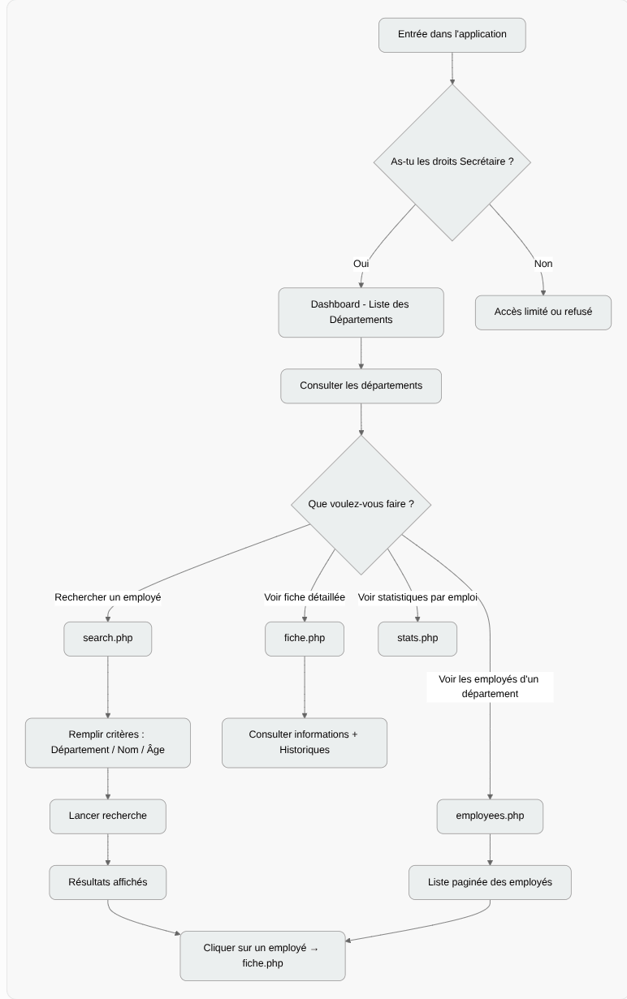 Entrée dans l'application
As-tu les droits Secrétaire ?
Oui
Non
Dashboard - Liste des
Départements
Accès limité ou refusé
Consulter les départements
Que voulez-vous faire ?
Rechercher un employé
Voir fiche détaillée
Voir statistiques par emploi
search.php
fiche.php
stats.php
Voir les employés d'un
département
Remplir critères :
Département / Nom / Âge
Consulter informations +
Historiques
Lancer recherche
employees.php
Résultats affichés
Liste paginée des employés
Cliquer sur un employé →
fiche.php